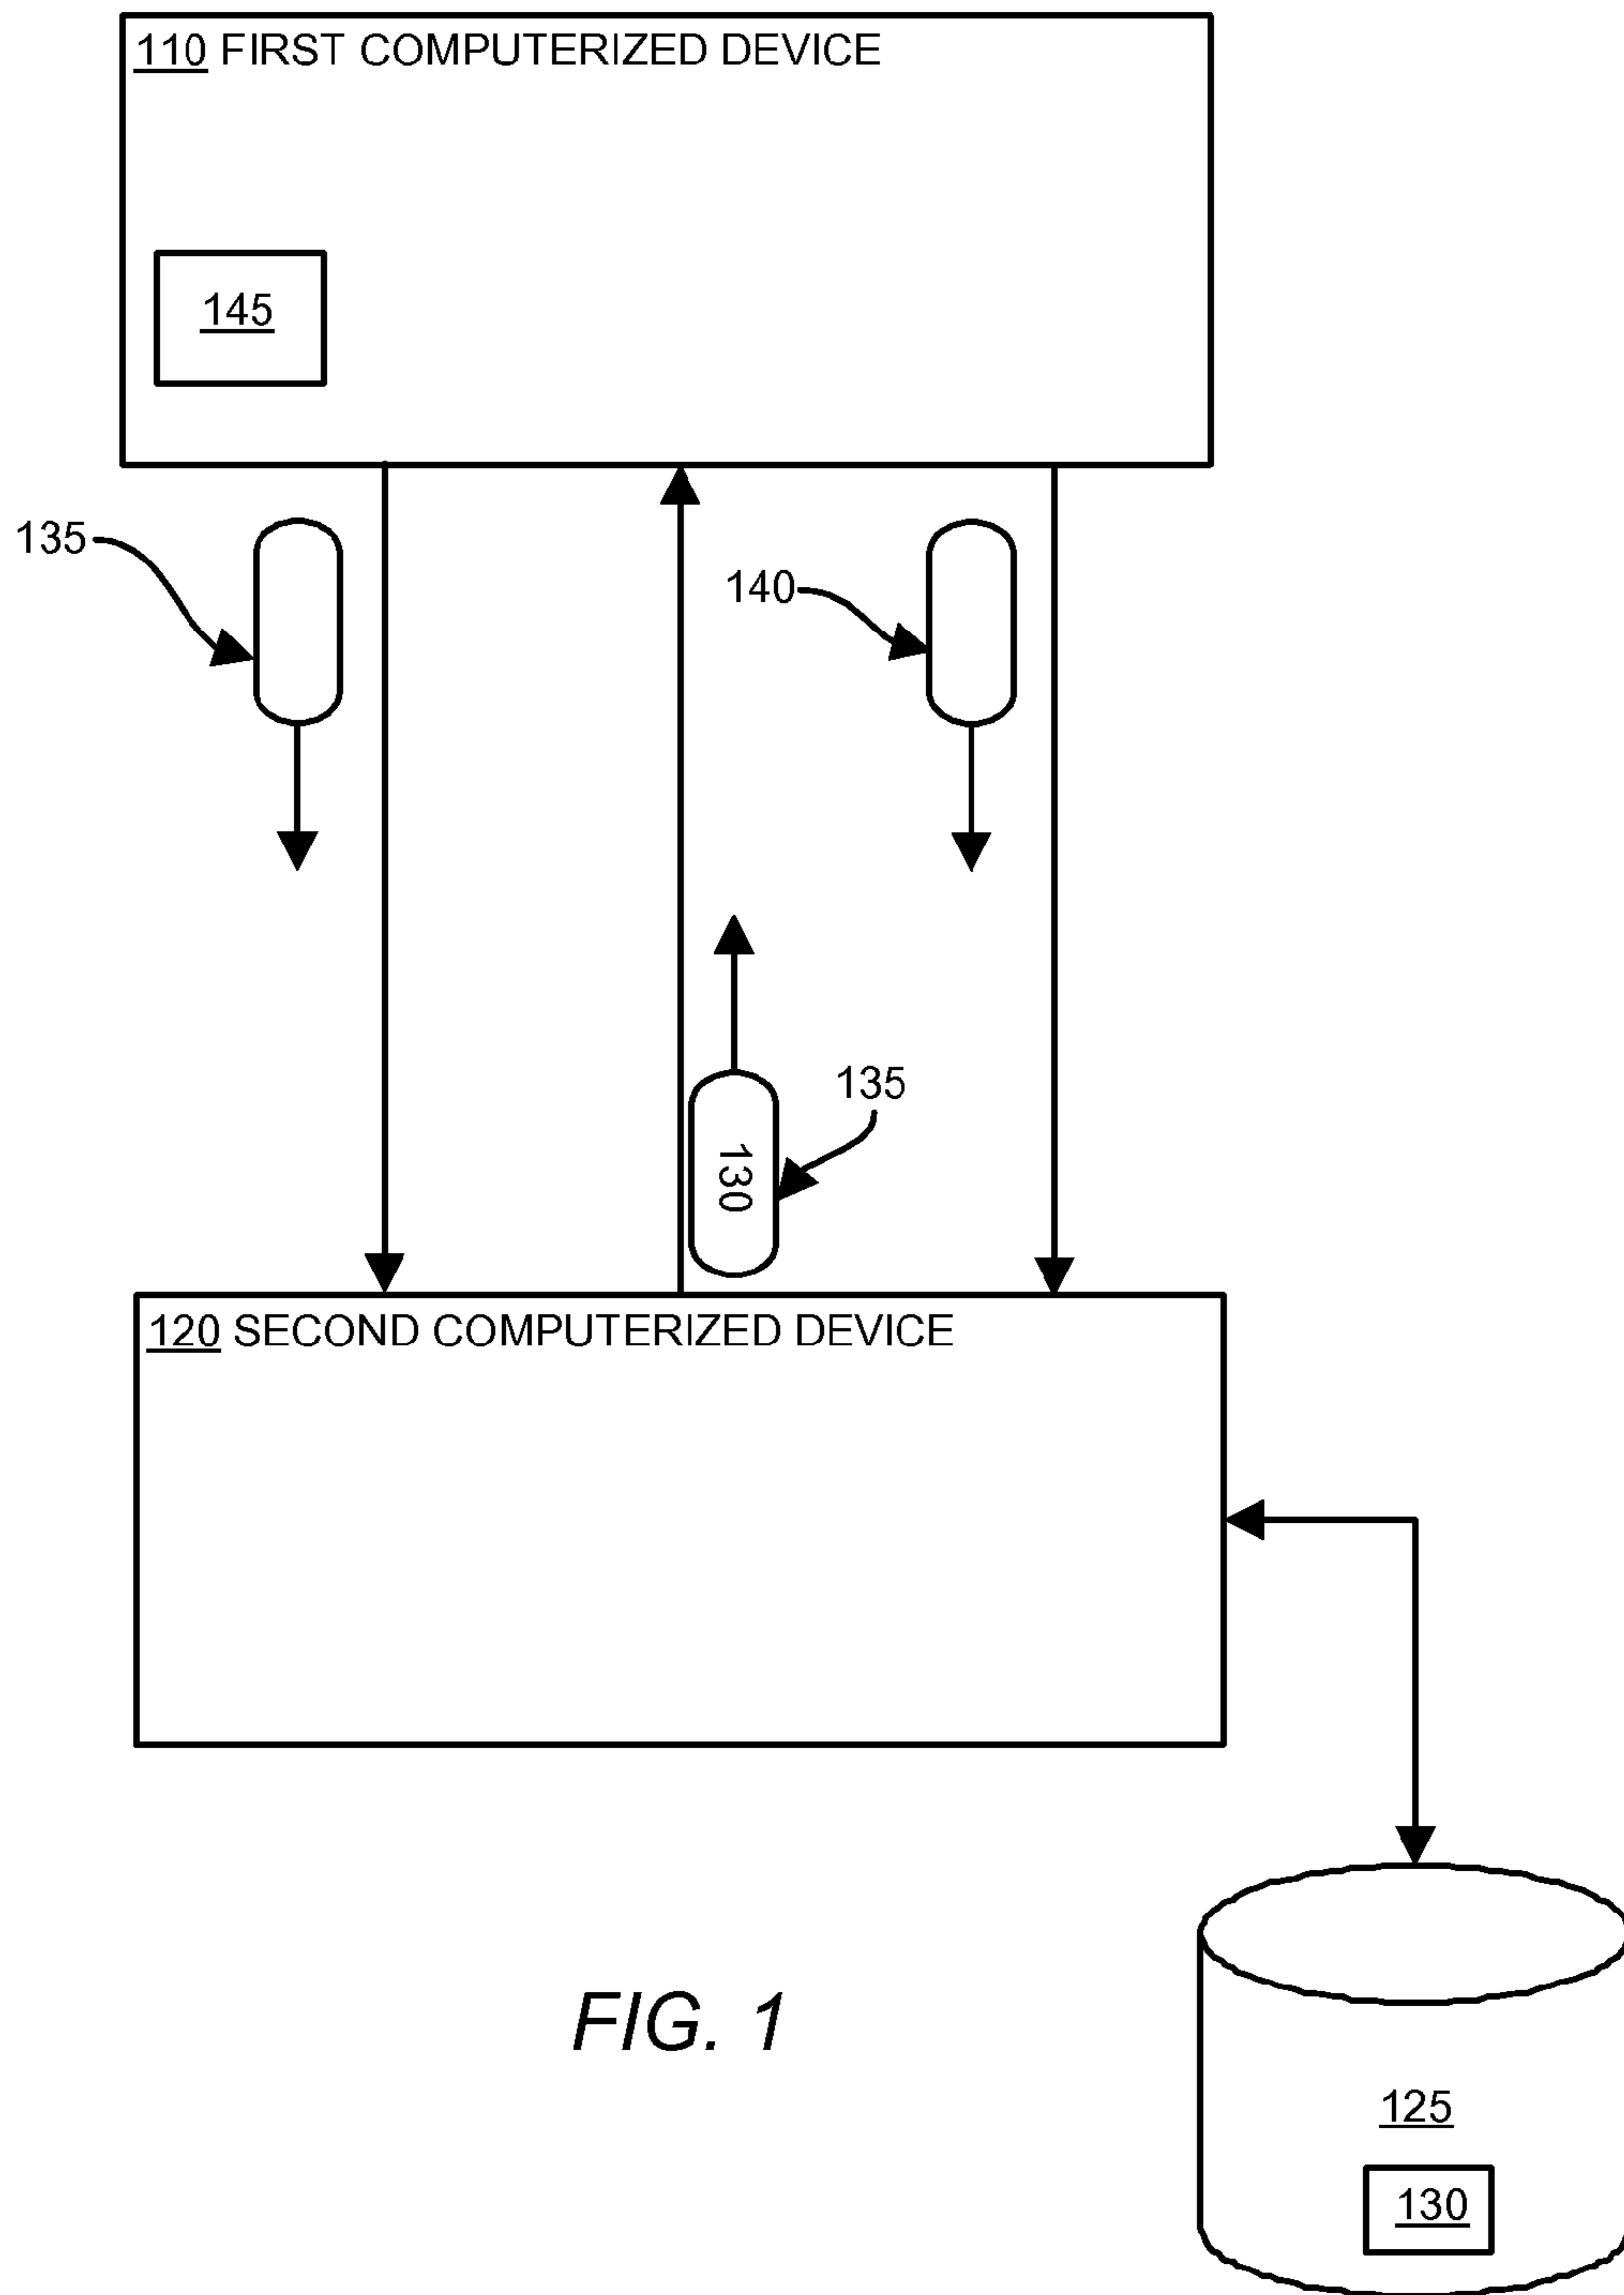 110 FIRST COMPUTERIZED DEVICE
145
135
140
135
130
120 SECOND COMPUTERIZED DEVICE
FIG. 1
125
130